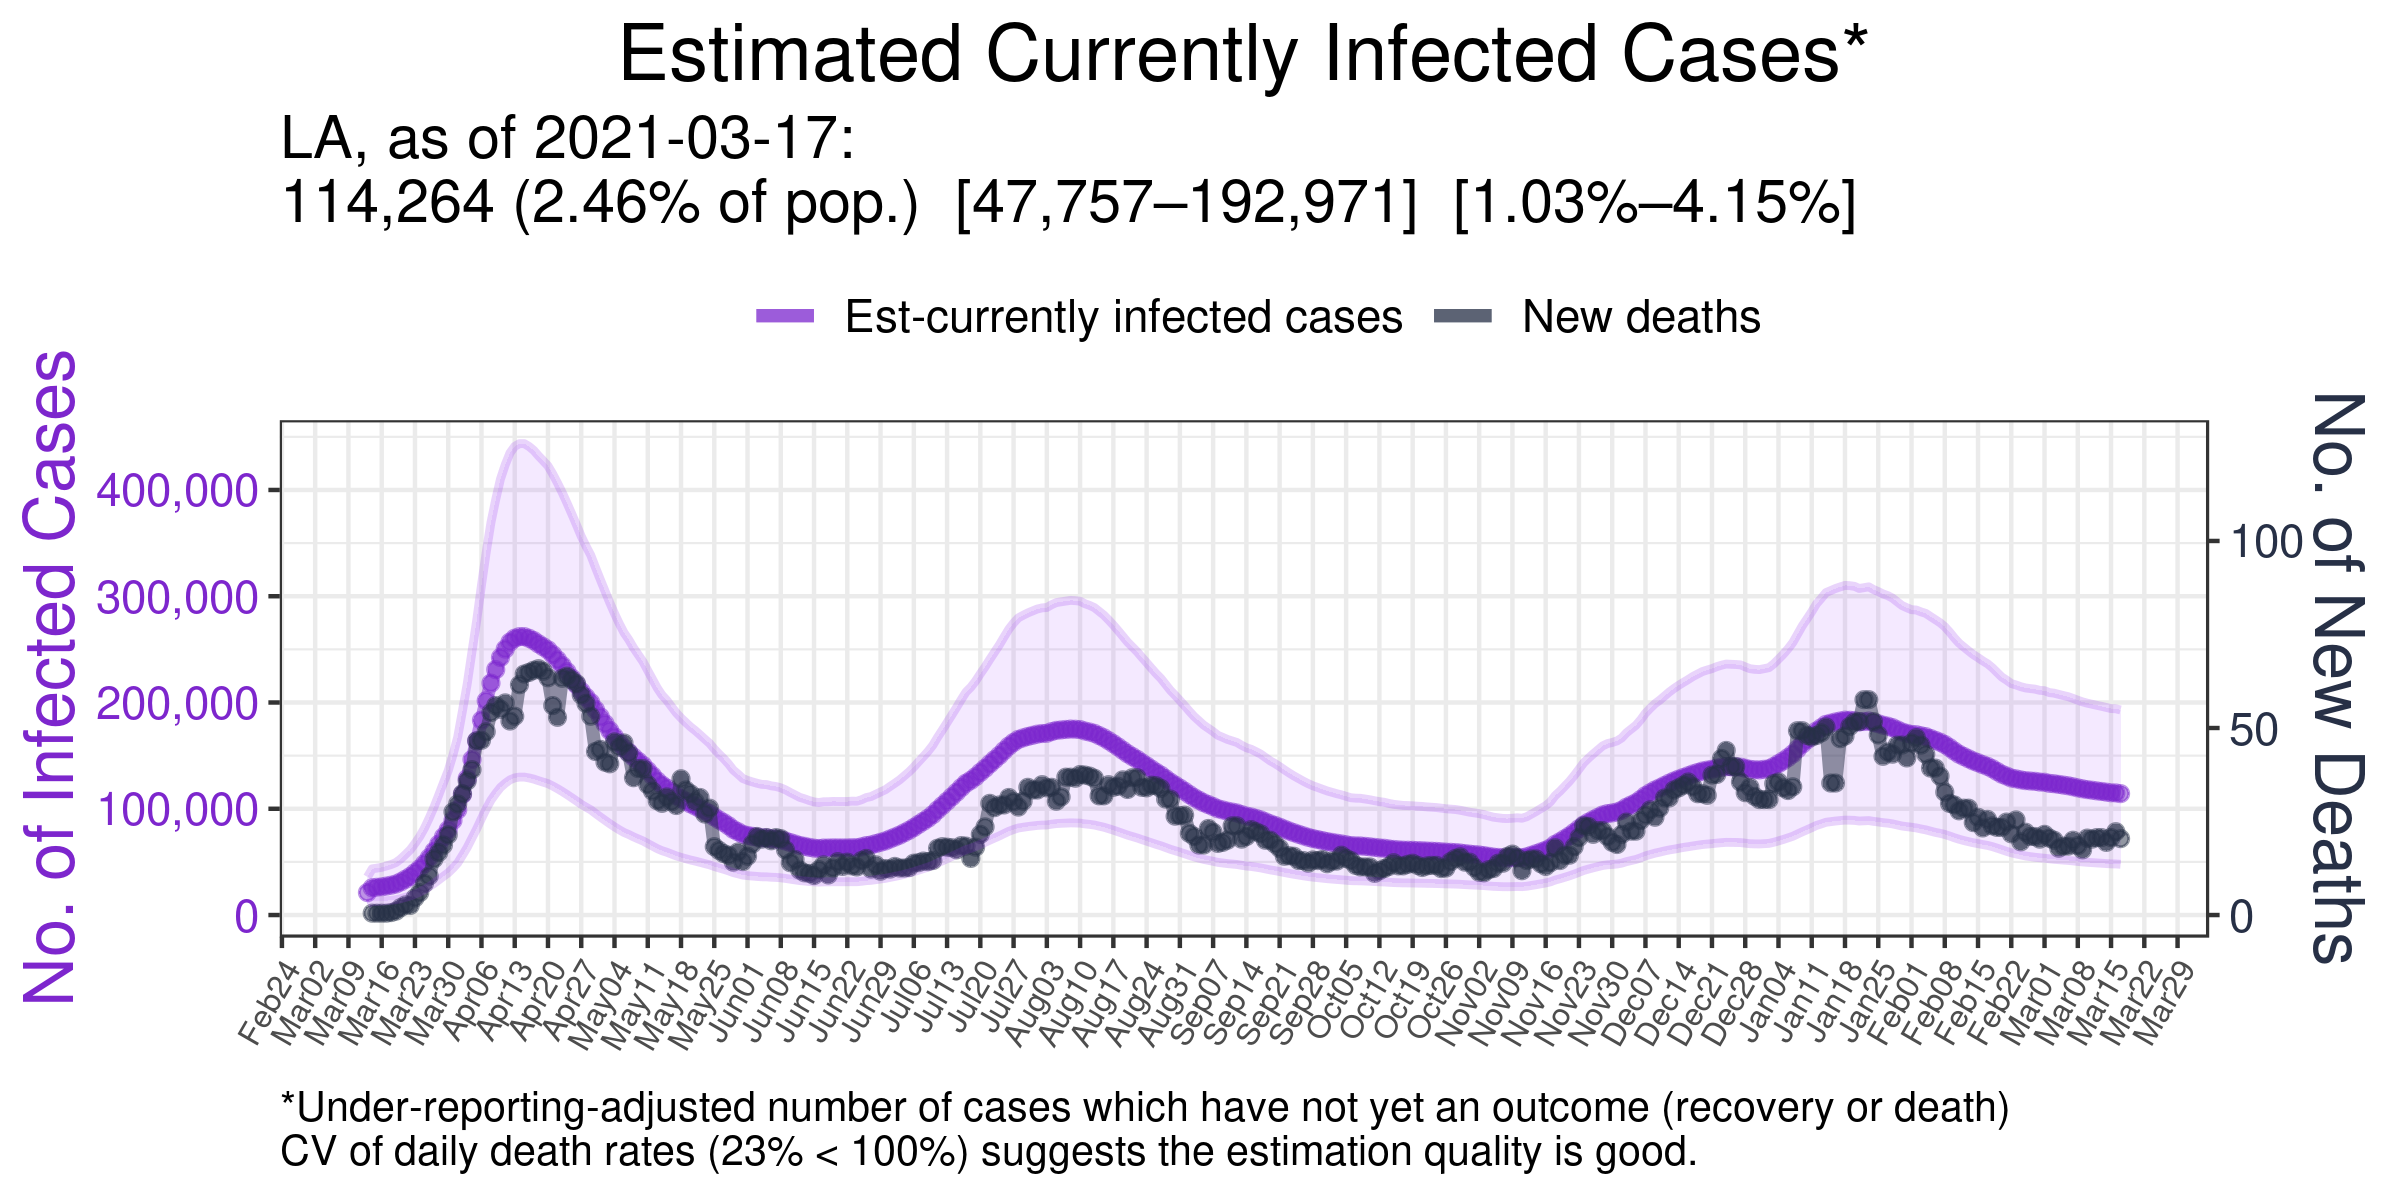 Estimated Currently Infected Cases*
LA, as of 2021-03-17:
114,264 (2.46% of pop.)  [47,757–192,971]  [1.03%–4.15%]
Est-currently infected cases
New deaths
No. of Infected Cases
400,000
300,000
200,000
100,000
0
100
50
0
No. of New Deaths
Feb24
Mar02
Mar09
Mar16
Mar23
Mar30
Apr06
Apr13
Apr20
Apr27
May04
May11
May18
May25
Jun01
Jun08
Jun15
Jun22
Jun29
Jul06
Jul13
Jul20
Jul27
Aug03
Aug10
Aug17
Aug24
Aug31
Sep07
Sep14
Sep21
Sep28
Oct05
Oct12
Oct19
Oct26
Nov02
Nov09
Nov16
Nov23
Nov30
Dec07
Dec14
Dec21
Dec28
Jan04
Jan11
Jan18
Jan25
Feb01
Feb08
Feb15
Feb22
Mar01
Mar08
Mar15
Mar22
Mar29
*Under-reporting-adjusted number of cases which have not yet an outcome (recovery or death)
CV of daily death rates (23% < 100%) suggests the estimation quality is good.